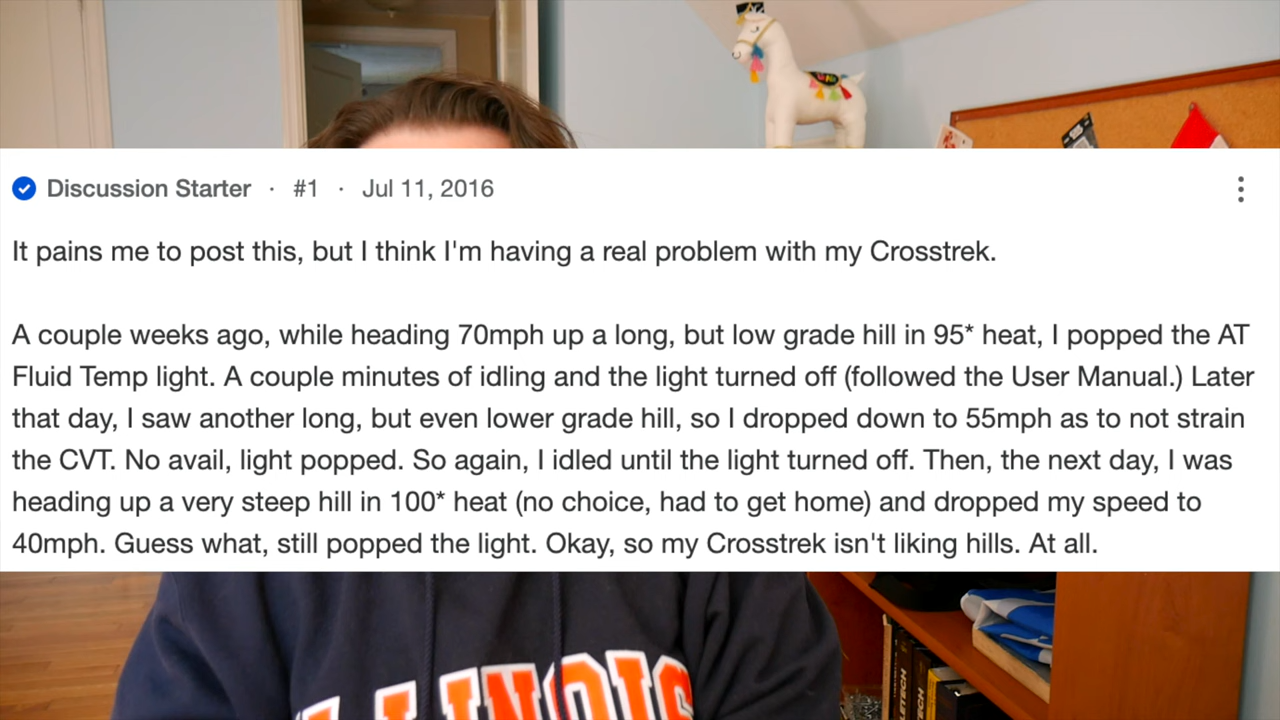 Discussion Starter · #1 · Jul 11, 2016
It pains me to post this, but I think I'm having a real problem with my Crosstrek.
A couple weeks ago, while heading 70mph up a long, but low grade hill in 95* heat, I popped the AT
Fluid Temp light. A couple minutes of idling and the light turned off (followed the User Manual.) Later
that day, I saw another long, but even lower grade hill, so I dropped down to 55mph as to not strain
the CVT. No avail, light popped. So again, I idled until the light turned off. Then, the next day, I was
heading up a very steep hill in 100* heat (no choice, had to get home) and dropped my speed to
40mph. Guess what, still popped the light. Okay, so my Crosstrek isn't liking hills. At all.
ILLINOIS